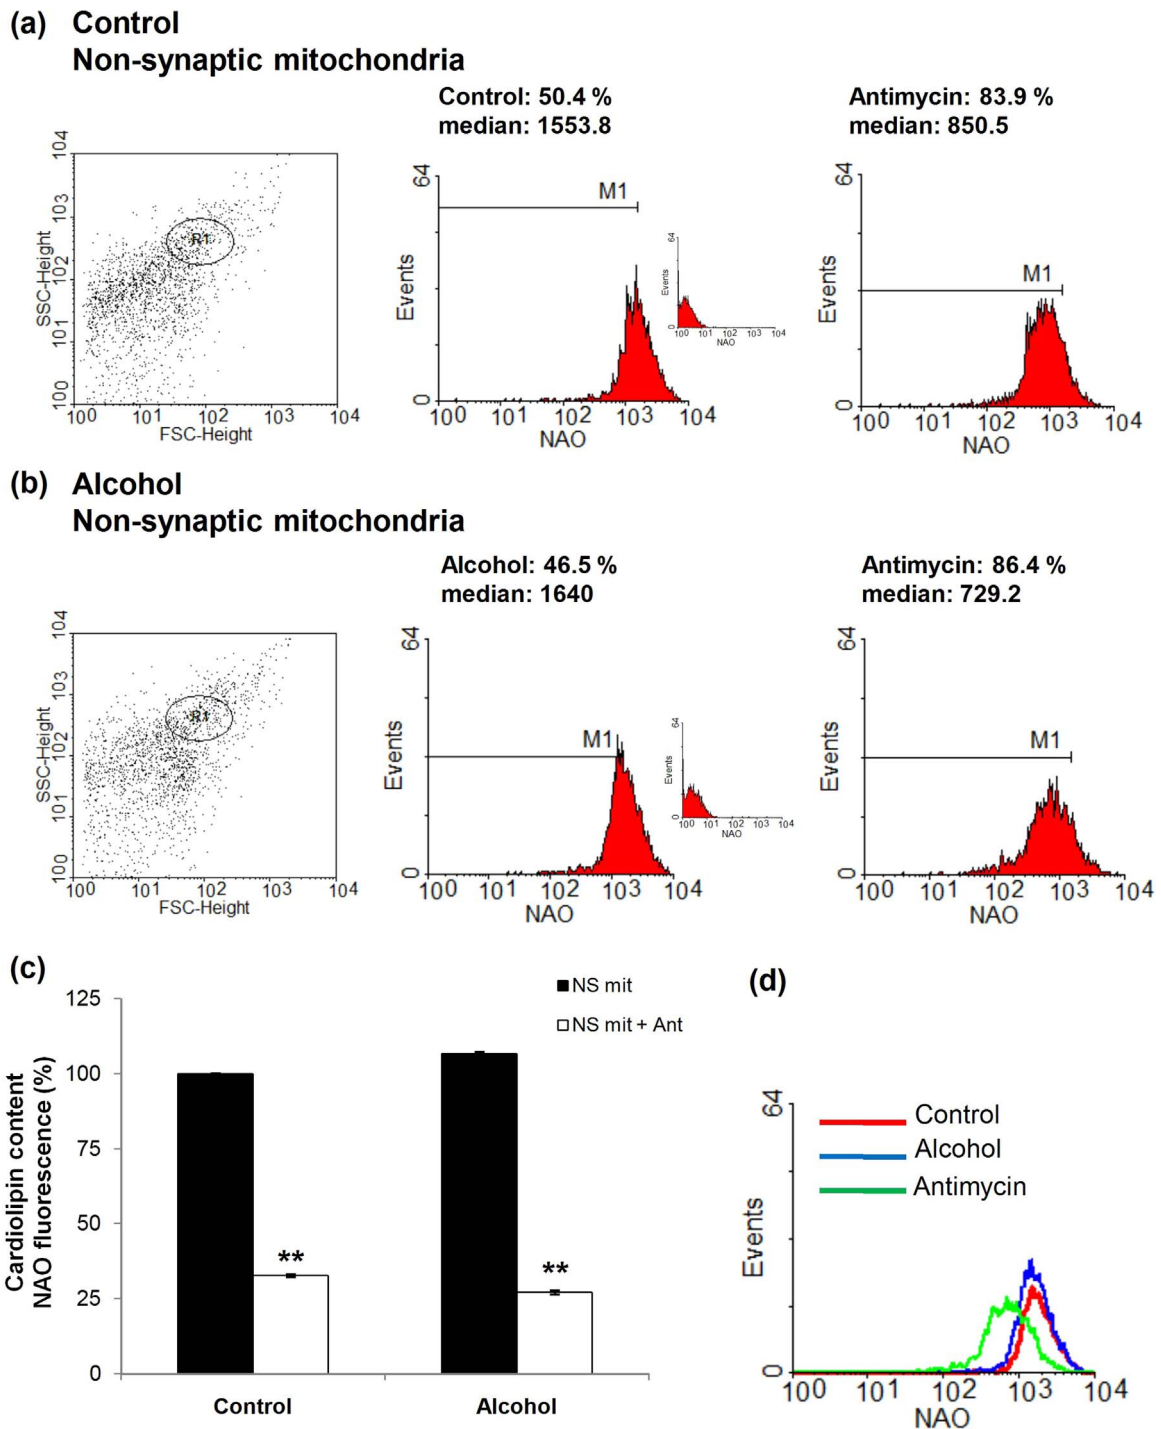 (a) Control
Non-synaptic mitochondria
Control: 50.4 %
median: 1553.8
Antimycin: 83.9 %
median: 850.5
104
103
102
101
100
SSC-Height
R1
100 101 102 103 104
FSC-Height
64
Events
0
M1
100 101 102 103 104
NAO
64
Events
0
100 101 102 103 104
NAO
64
Events
0
M1
100 101 102 103 104
NAO
(b) Alcohol
Non-synaptic mitochondria
Alcohol: 46.5 %
median: 1640
Antimycin: 86.4 %
median: 729.2
104
103
102
101
100
SSC-Height
R1
100 101 102 103 104
FSC-Height
64
Events
0
M1
100 101 102 103 104
NAO
64
Events
0
100 101 102 103 104
NAO
64
Events
0
M1
100 101 102 103 104
NAO
(c)
NS mit
NS mit + Ant
Cardiolipin content
NAO fluorescence (%)
125
100
75
50
25
0
**
**
Control Alcohol
(d)
64
Events
0
Control
Alcohol
Antimycin
100 101 102 103 104
NAO